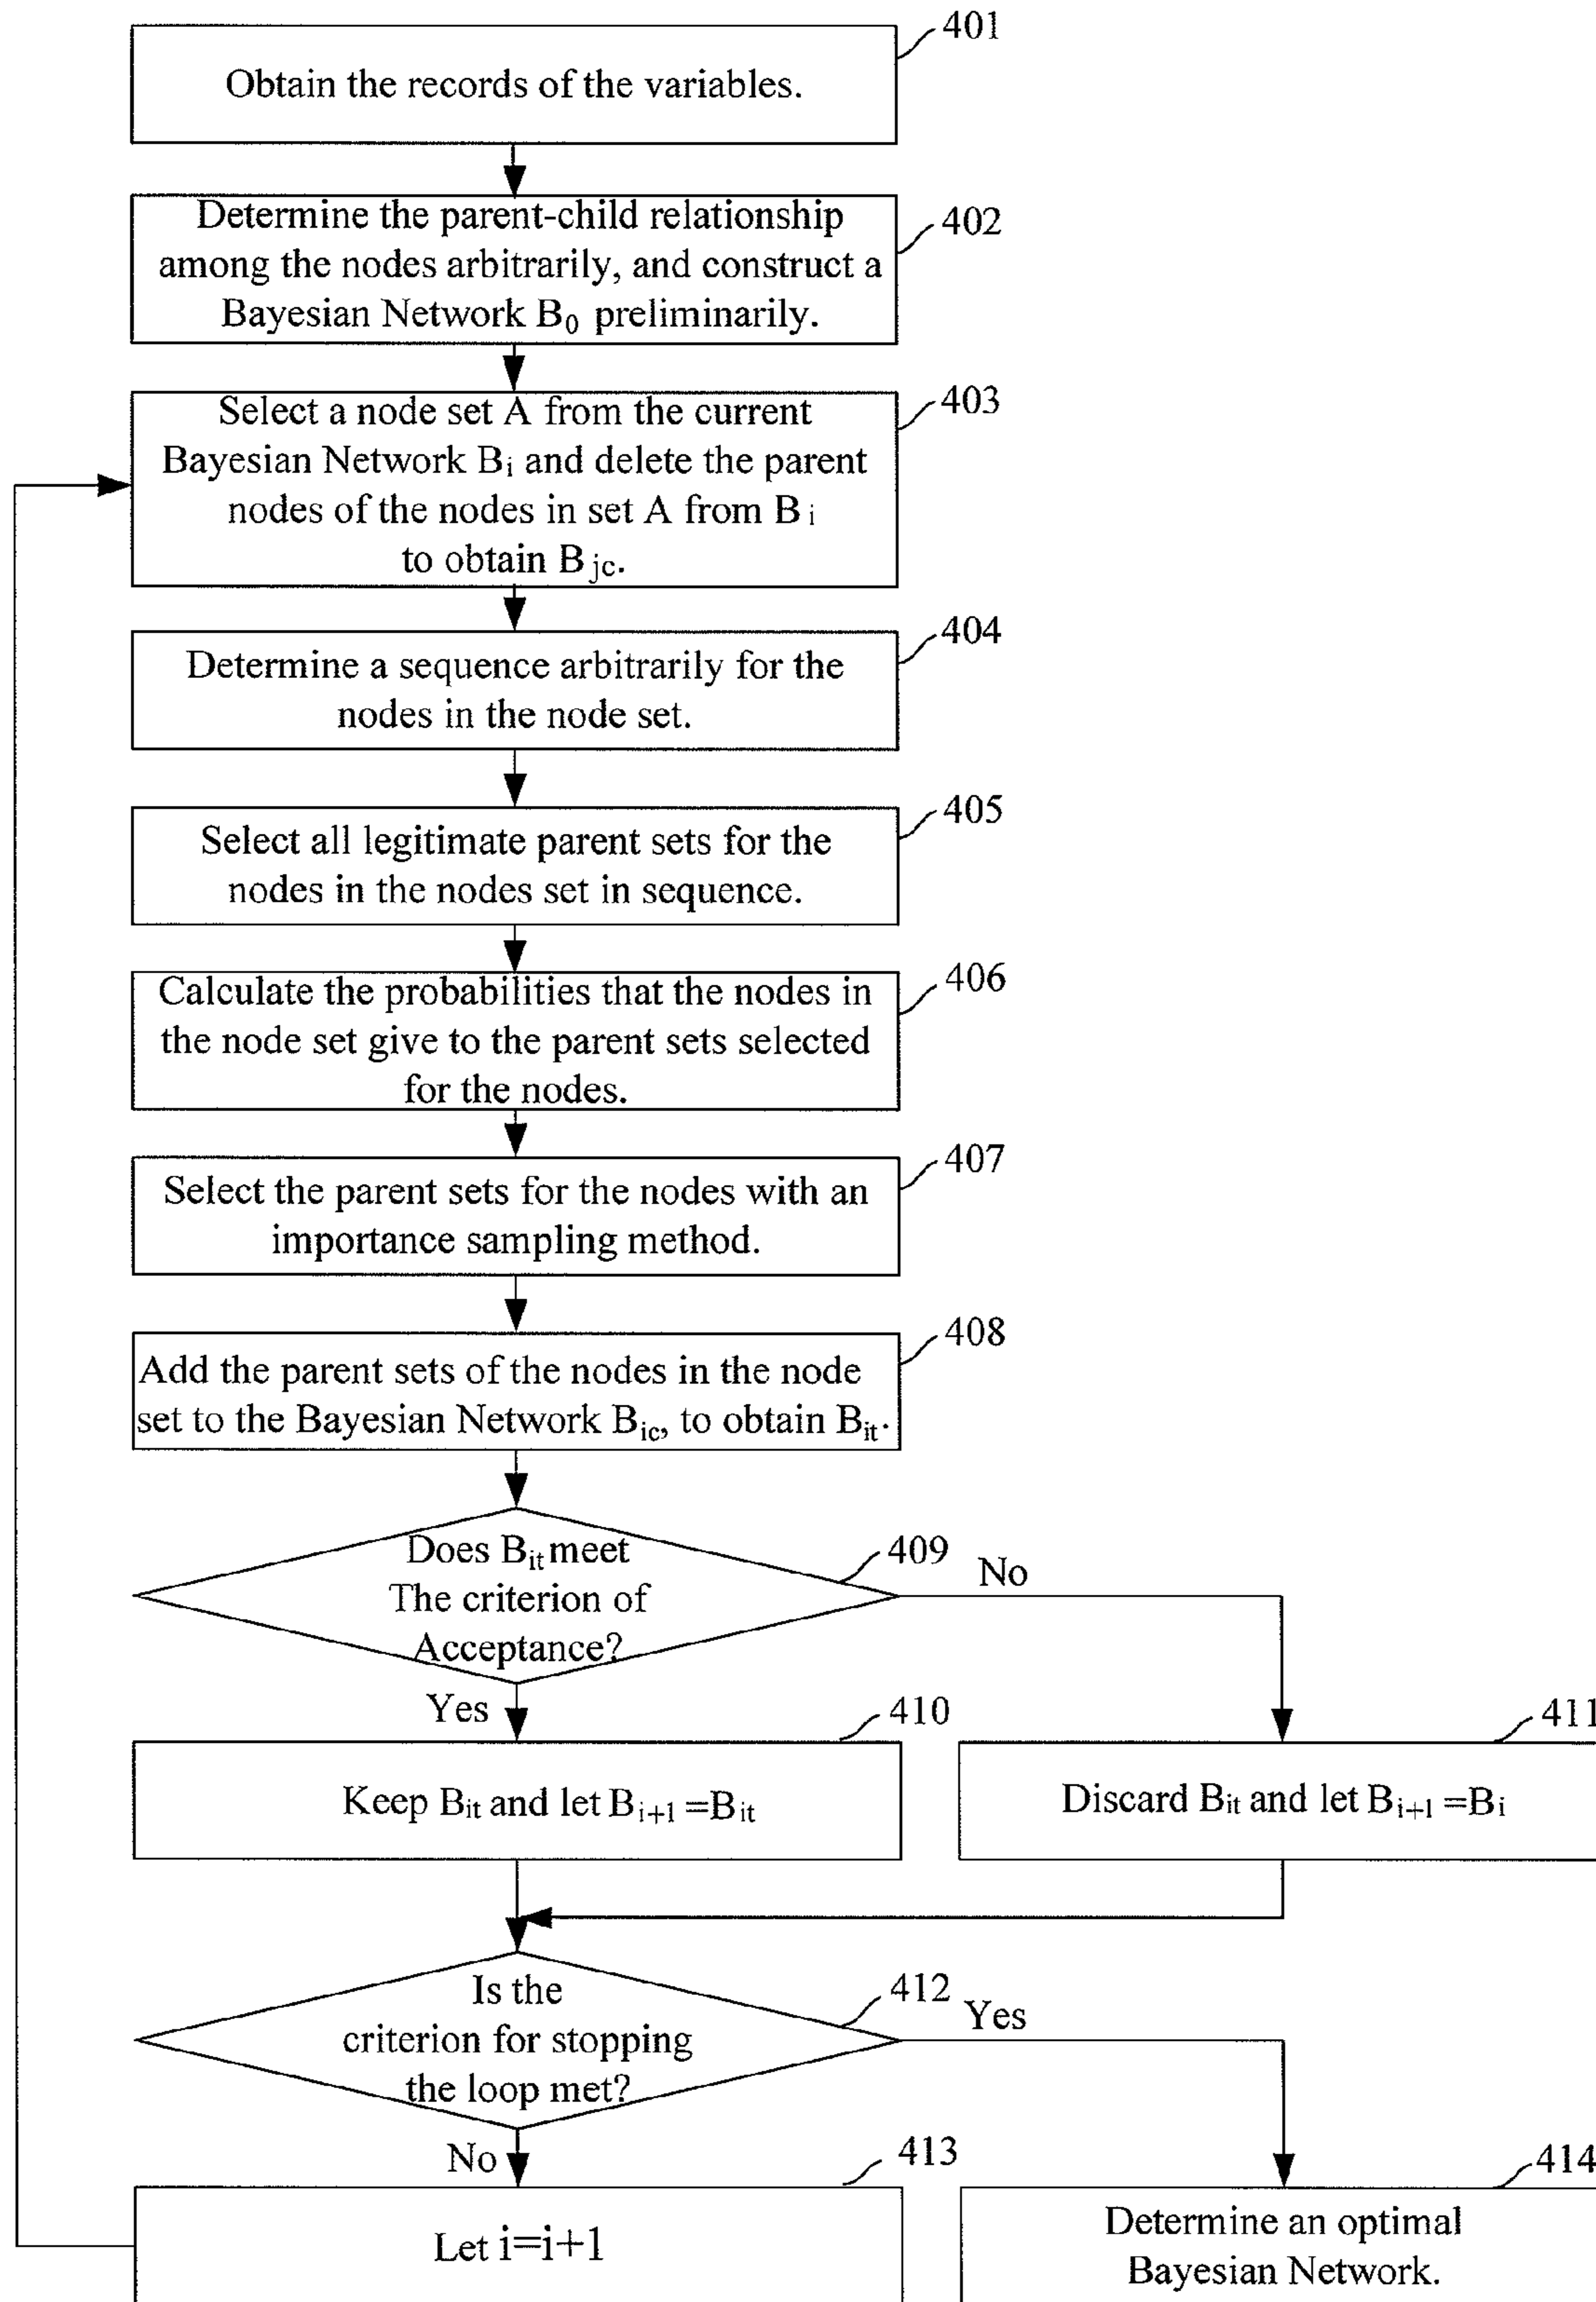 401
Obtain the records of the variables.
402
Determine the parent-child relationship
among the nodes arbitrarily, and construct a
Bayesian Network B₀ preliminarily.
403
Select a node set A from the current
Bayesian Network Bᵢ and delete the parent
nodes of the nodes in set A from B ᵢ
to obtain B jc.
404
Determine a sequence arbitrarily for the
nodes in the node set.
405
Select all legitimate parent sets for the
nodes in the nodes set in sequence.
406
Calculate the probabilities that the nodes in
the node set give to the parent sets selected
for the nodes.
407
Select the parent sets for the nodes with an
importance sampling method.
408
Add the parent sets of the nodes in the node
set to the Bayesian Network Bic, to obtain Bit.
409
Does Bit meet
The criterion of
Acceptance?
No
Yes
410
Keep Bit and let Bi+1 =Bit
411
Discard Bit and let Bi+1 =Bi
412
Is the
criterion for stopping
the loop met?
Yes
No
413
Let i=i+1
414
Determine an optimal
Bayesian Network.